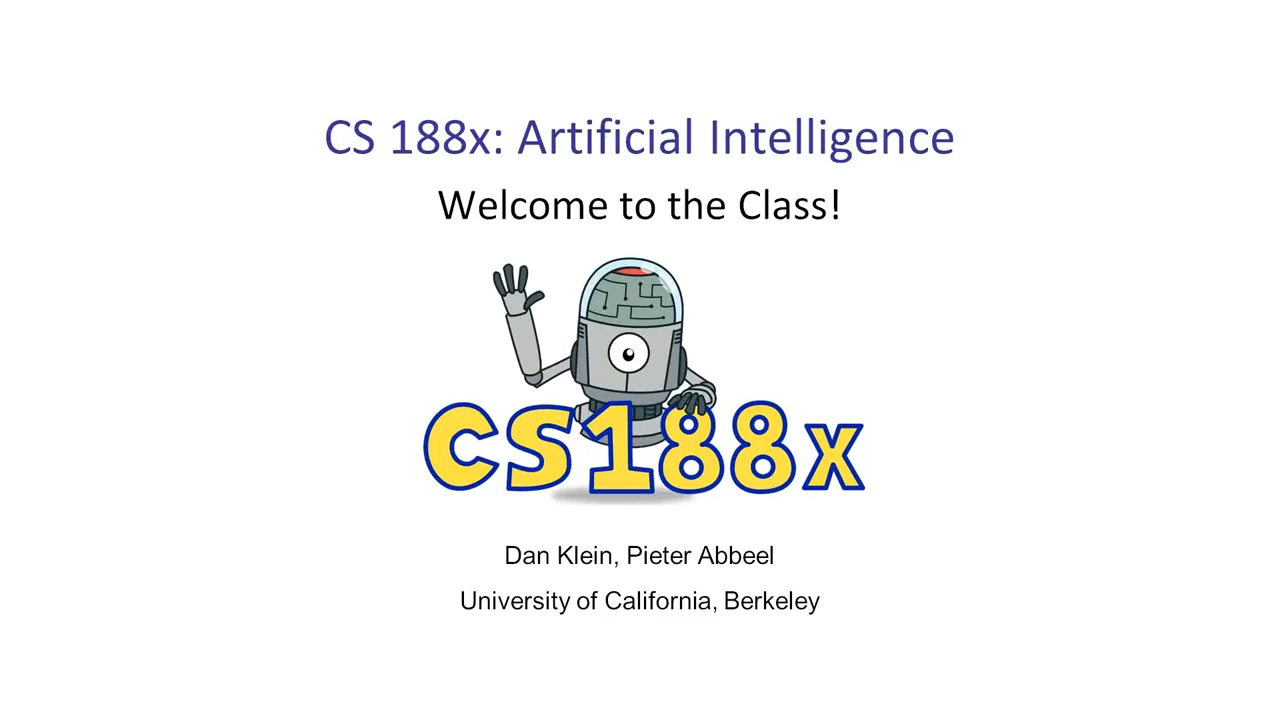 CS 188x: Artificial Intelligence
Welcome to the Class!
CS188x
Dan Klein, Pieter Abbeel
University of California, Berkeley